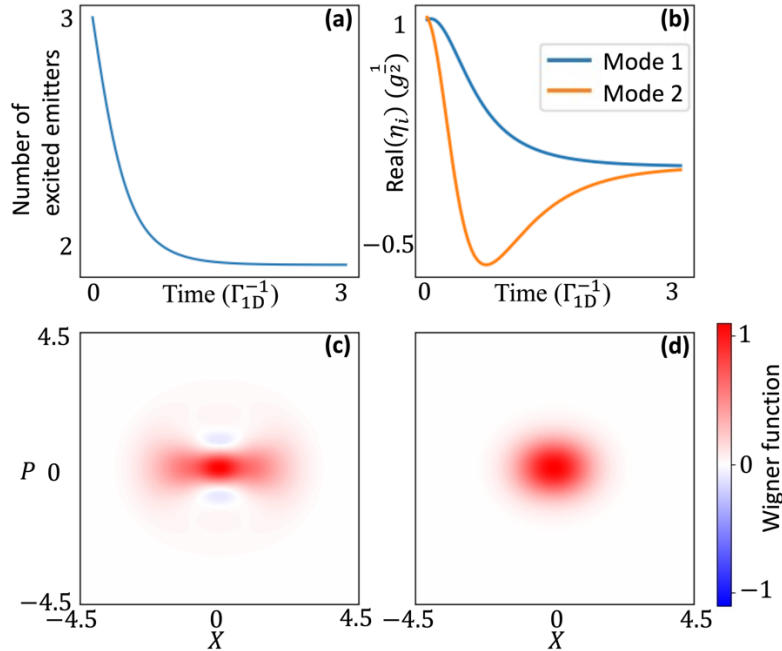 (a)
3
2
Number of
excited emitters
0
Time (Γ₁D⁻¹)
3
(b)
1
−0.5
Real(ηᵢ) (g^½)
Mode 1
Mode 2
0
Time (Γ₁D⁻¹)
3
(c)
4.5
P 0
−4.5
−4.5
0
4.5
X
(d)
−4.5
0
4.5
X
1
0
−1
Wigner function